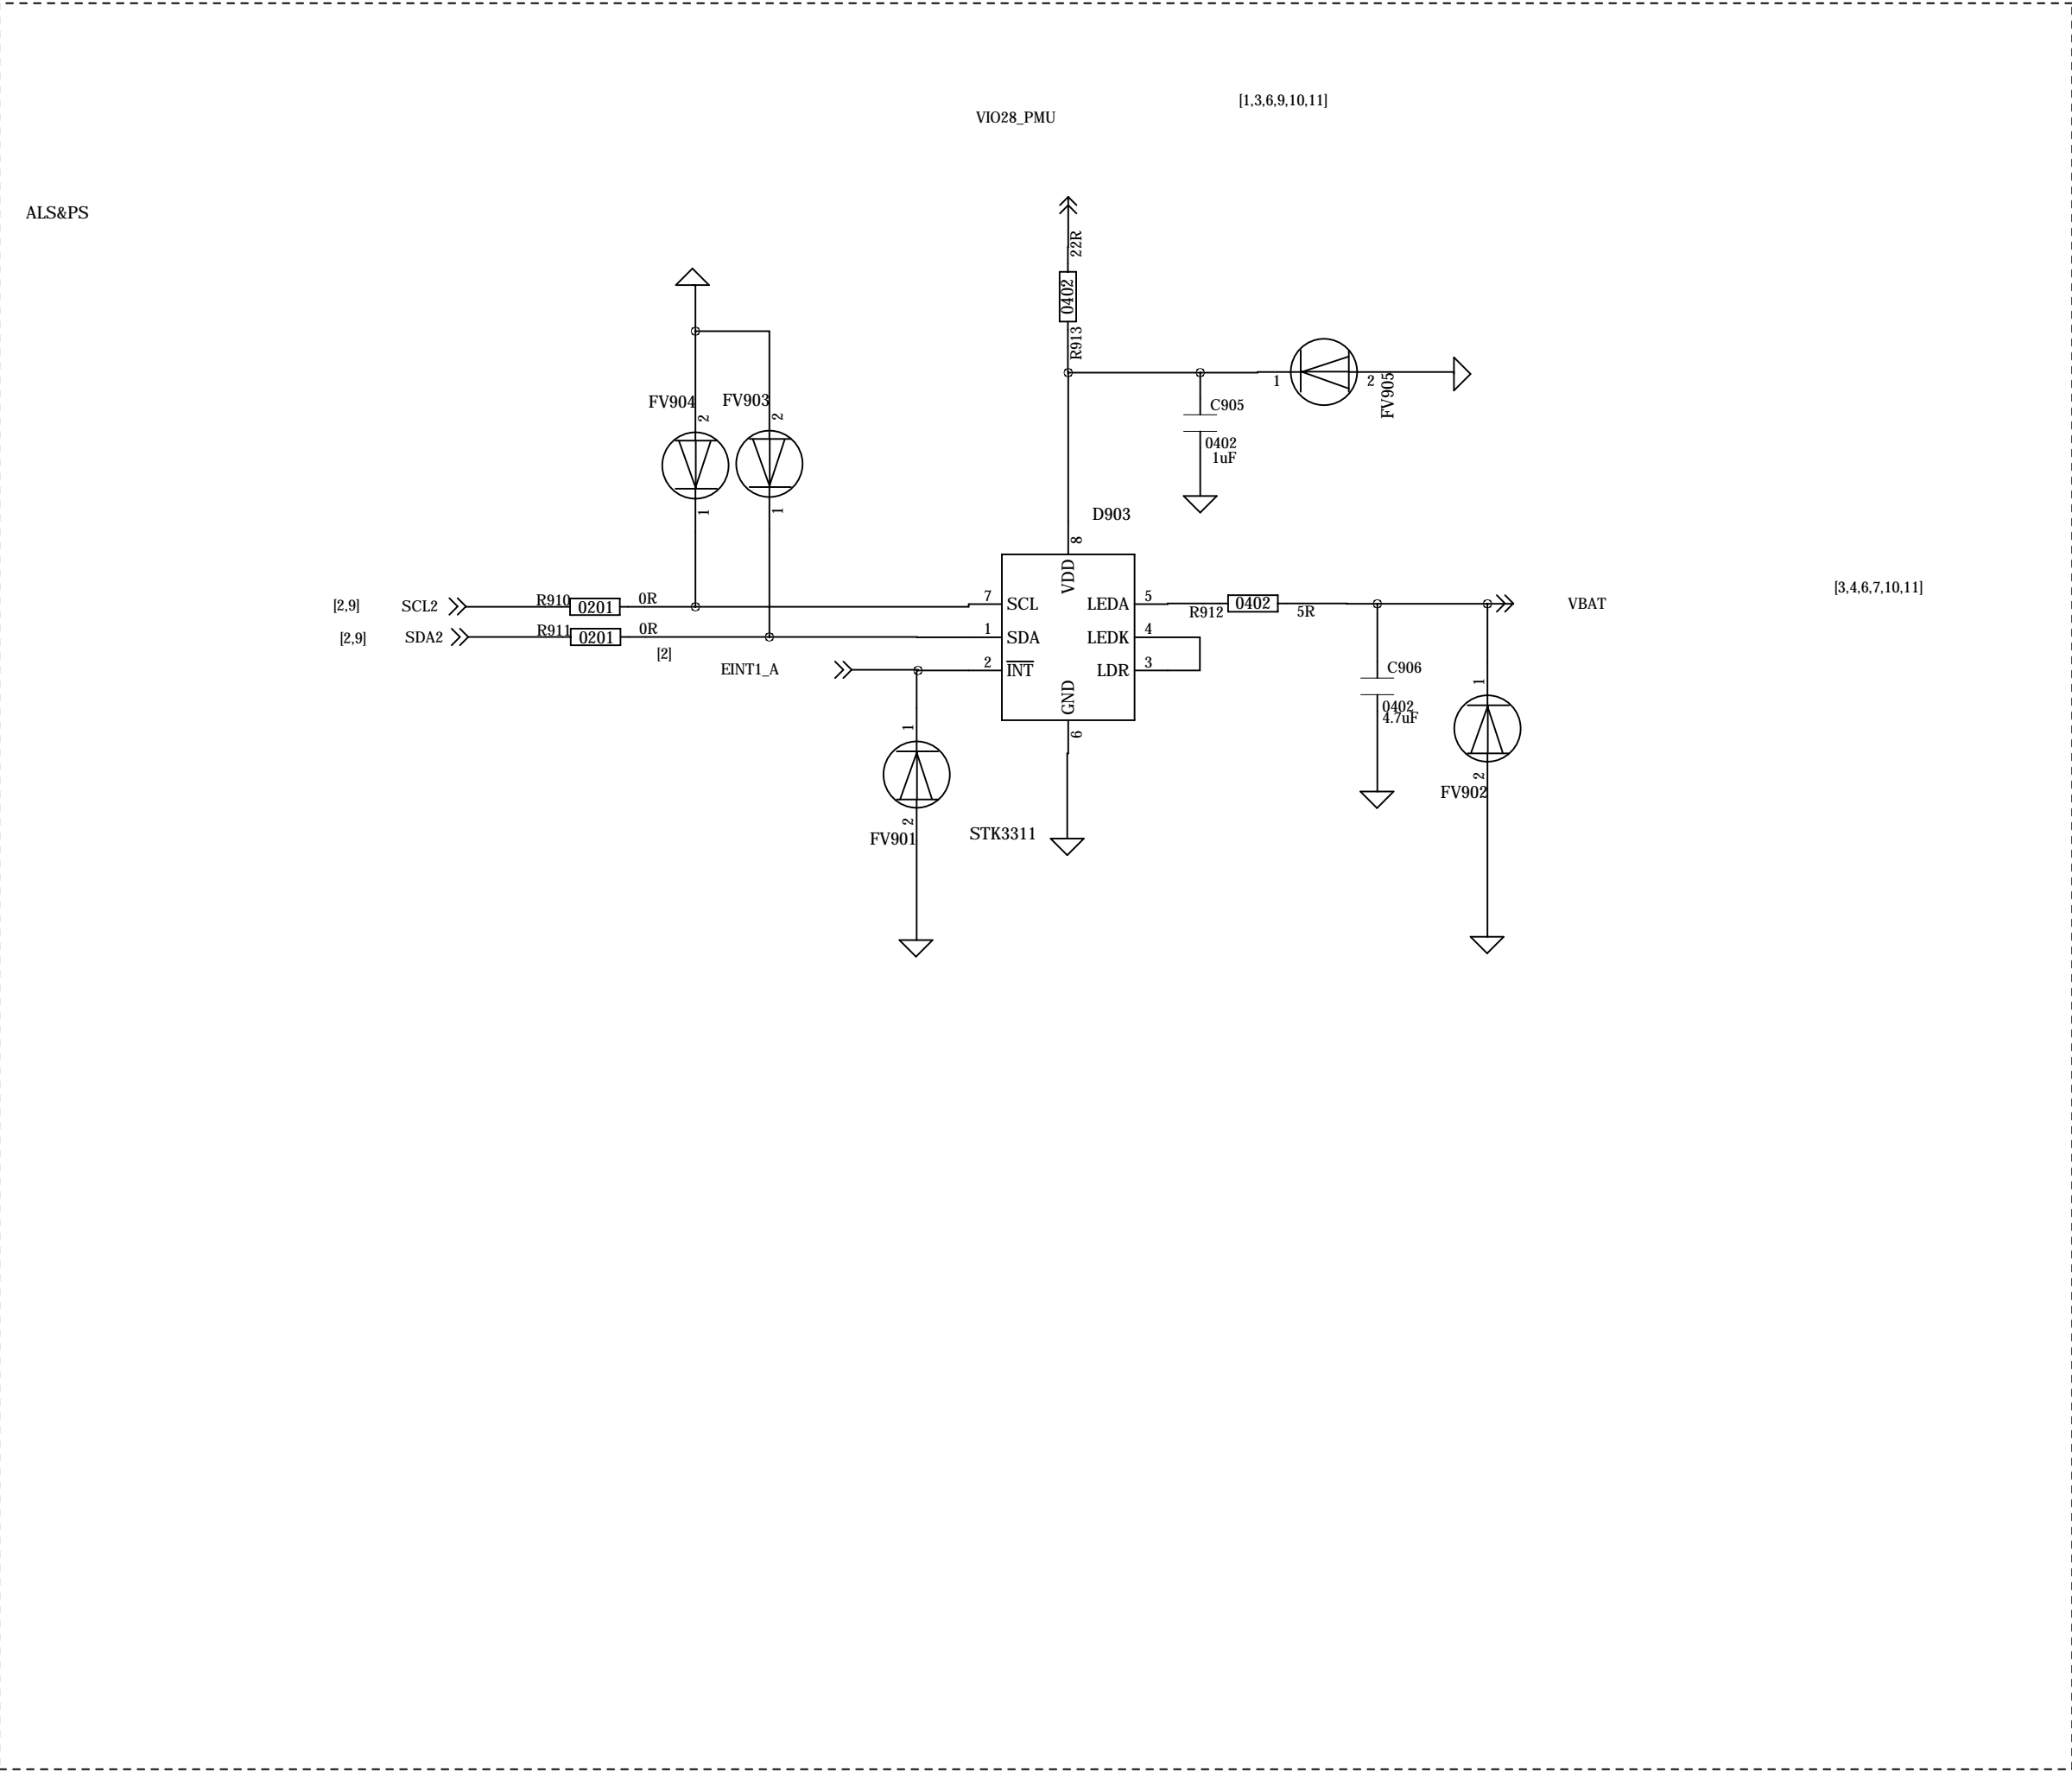 [1,3,6,9,10,11]
VIO28_PMU
ALS&PS
22R
0402
R913
1
2
FV905
FV904
FV903
2
2
C905
0402
1uF
1
1
D903
8
VDD
[3,4,6,7,10,11]
[2,9]
SCL2
R910
0201
0R
7
SCL
LEDA
5
R912
0402
5R
VBAT
[2,9]
SDA2
R911
0201
0R
1
SDA
LEDK
4
[2]
EINT1_A
2
INT
LDR
3
C906
0402
4.7uF
GND
6
1
1
2
FV902
2
FV901
STK3311